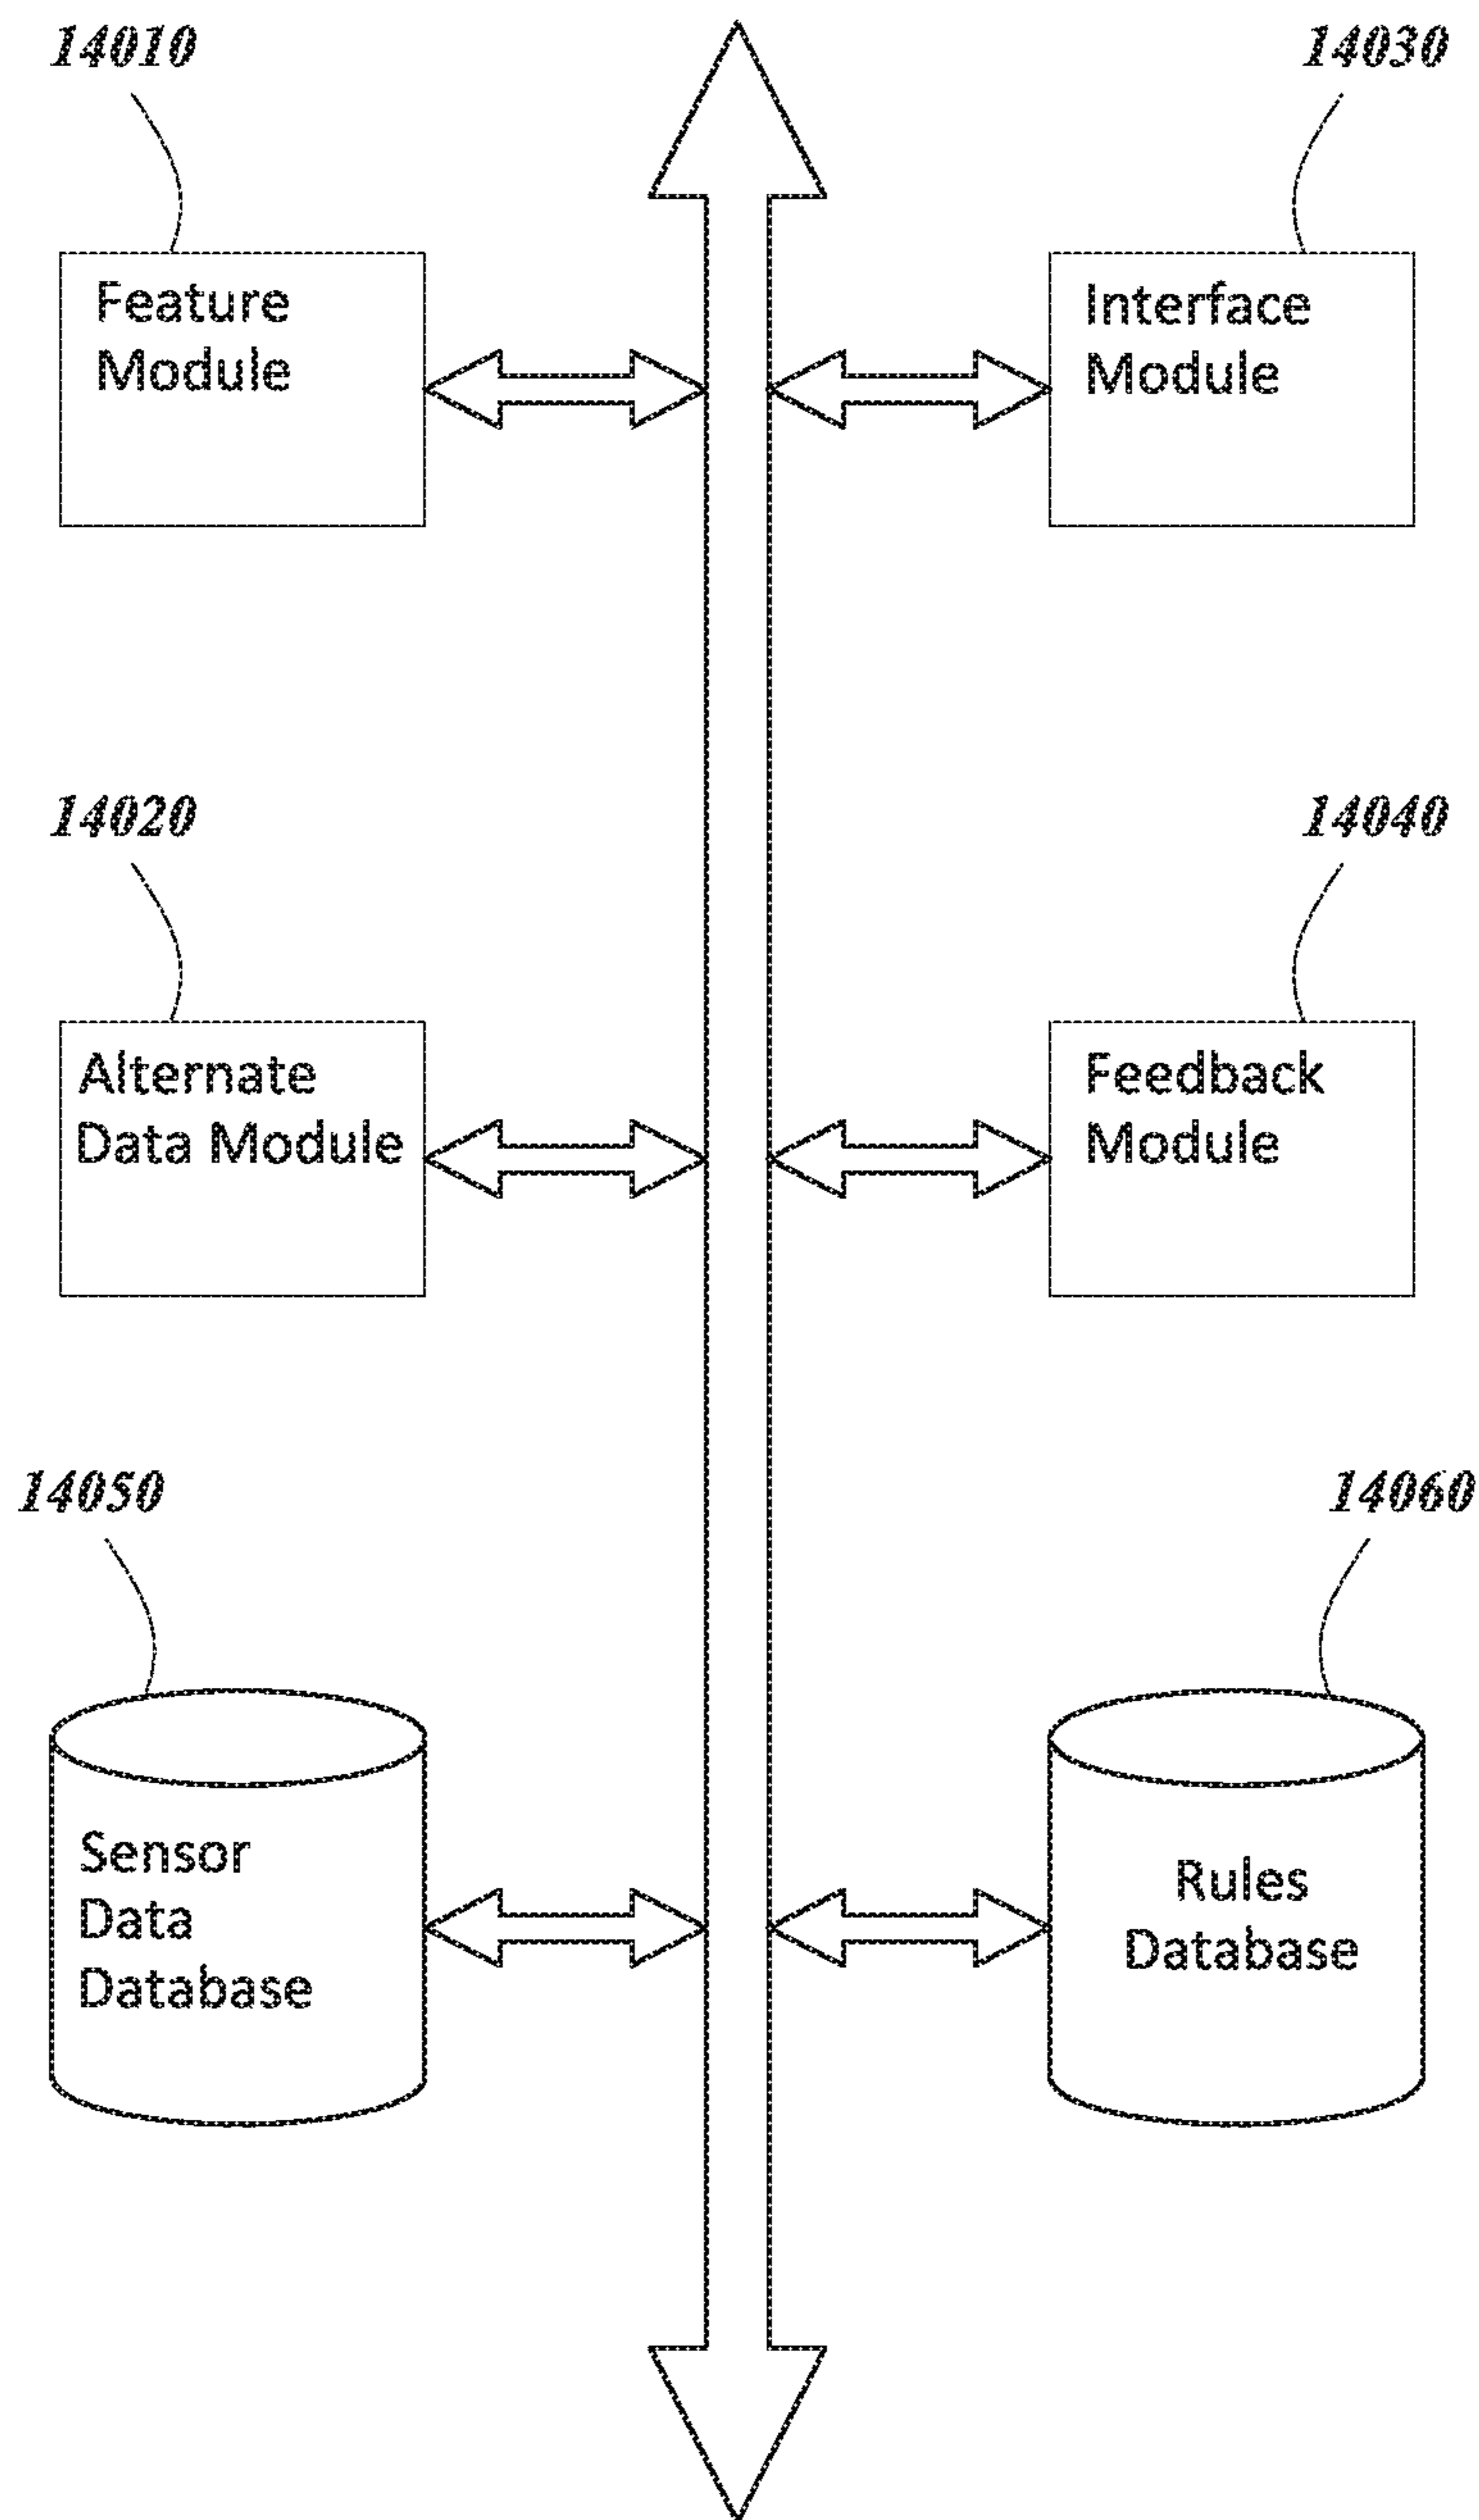 14010
14030
Feature
Module
Interface
Module
14020
14040
Alternate
Data Module
Feedback
Module
14050
14060
Sensor
Data
Database
Rules
Database